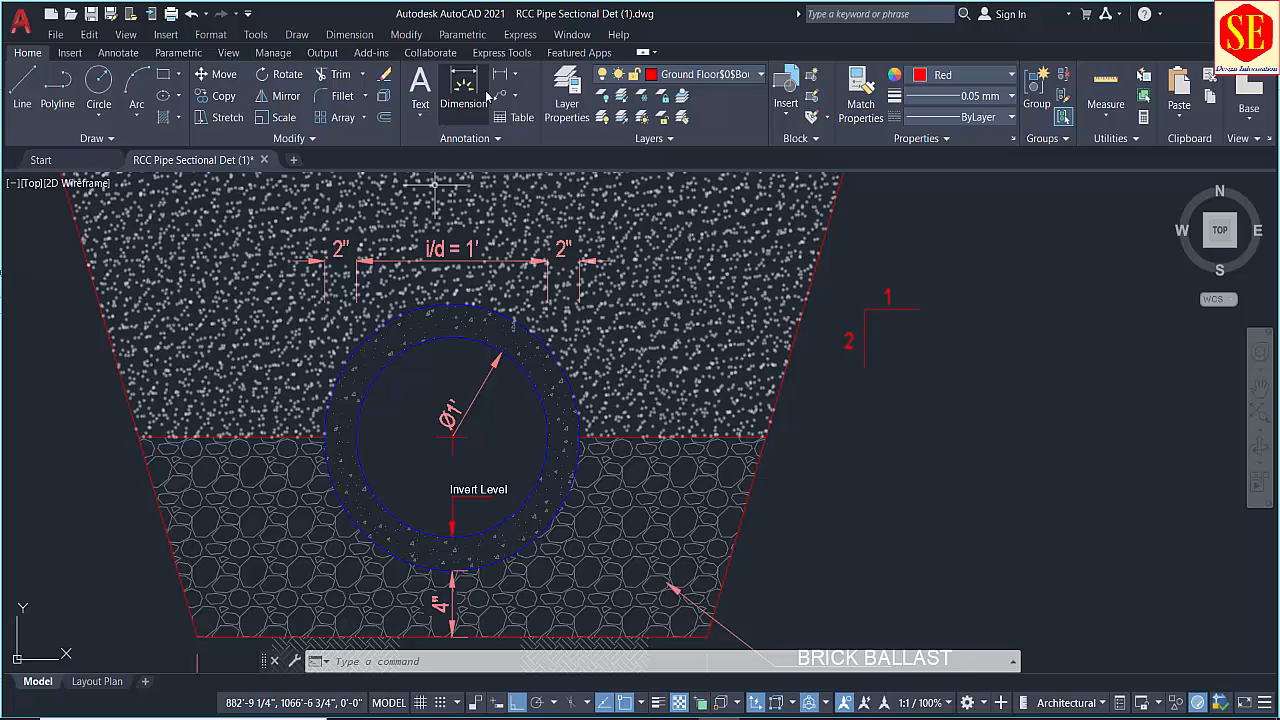 Autodesk AutoCAD 2021 RCC Pipe Sectional Det (1).dwg
Type a keyword or phrase
Sign In
SE
Design Information
File Edit View Insert Format Tools Draw Dimension Modify Parametric Express Window Help
Home Insert Annotate Parametric View Manage Output Add-ins Collaborate Express Tools Featured Apps
Line Polyline Circle Arc
Move Rotate Trim
Copy Mirror Fillet
Stretch Scale Array
Text Dimension
Table
Layer
Properties
Ground Floor$0$Bo
Insert
Match
Properties
Red
0.05 mm
ByLayer
Group
Measure
Paste
Base
Draw Modify Annotation Layers Block Properties Groups Utilities Clipboard View
Start RCC Pipe Sectional Det (1)*
[−][Top][2D Wireframe]
N
W TOP E
S
WCS
2" i/d = 1' 2"
1
2
Ø1'
Invert Level
4"
BRICK BALLAST
Y
X
Type a command
Model Layout Plan
882'-9 1/4", 1066'-6 3/4", 0'-0" MODEL 1:1 / 100% Architectural